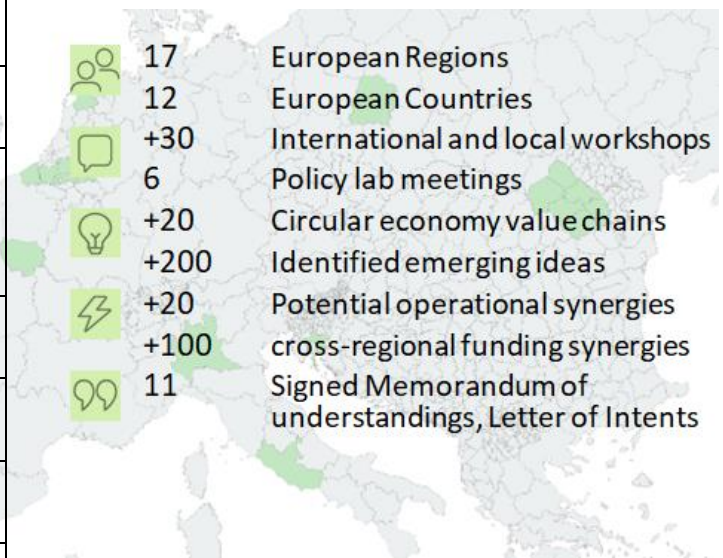 17 European Regions
12 European Countries
+30 International and local workshops
6 Policy lab meetings
+20 Circular economy value chains
+200 Identified emerging ideas
+20 Potential operational synergies
+100 cross-regional funding synergies
11 Signed Memorandum of
understandings, Letter of Intents